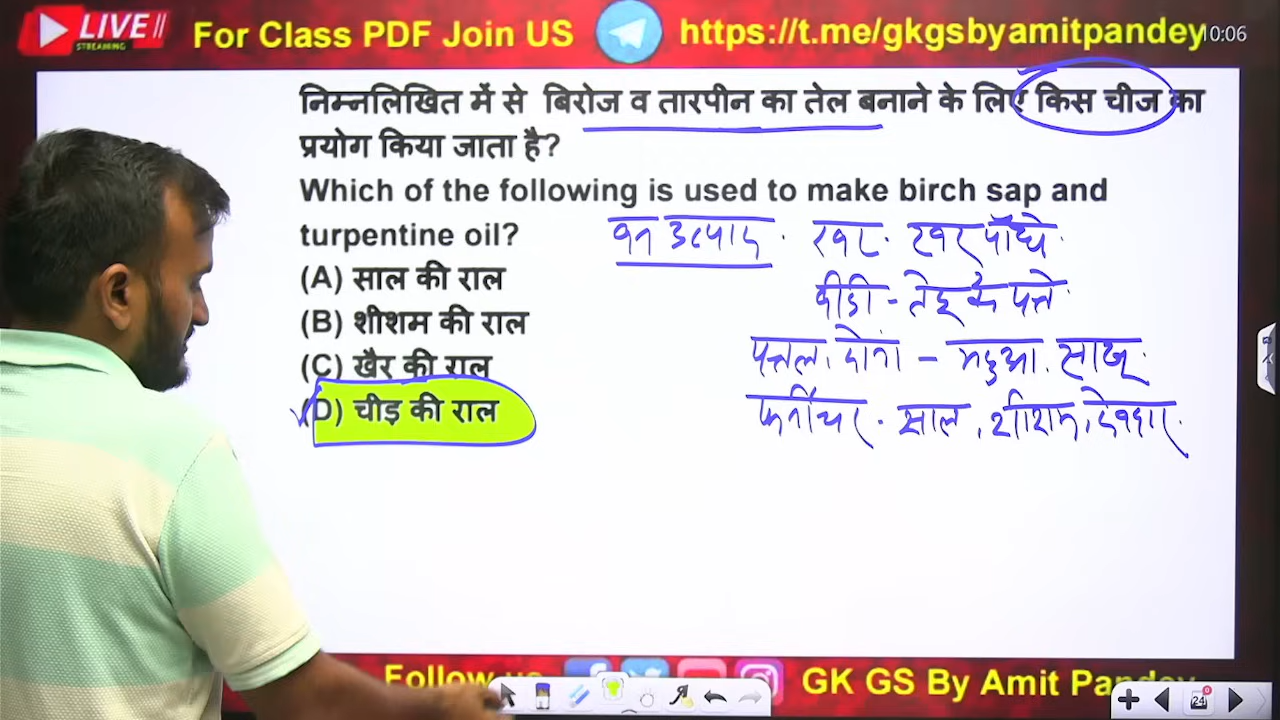 LIVE
STREAMING
For Class PDF Join US
https://t.me/gkgsbyamitpandey
10:06
निम्नलिखित में से बिरोज व तारपीन का तेल बनाने के लिए किस चीज का
प्रयोग किया जाता है?
Which of the following is used to make birch sap and
turpentine oil?
वन उत्पाद . रबर . रबर पौधे .
(A) साल की राल
बीडी - तेंदू के पत्ते .
(B) शीशम की राल
पत्तल, दोना - महुआ . साखू .
(C) खैर की राल
(D) चीड़ की राल
फर्नीचर . साल , शीशम , देवदार .
Follow us
GK GS By Amit Pandey
24